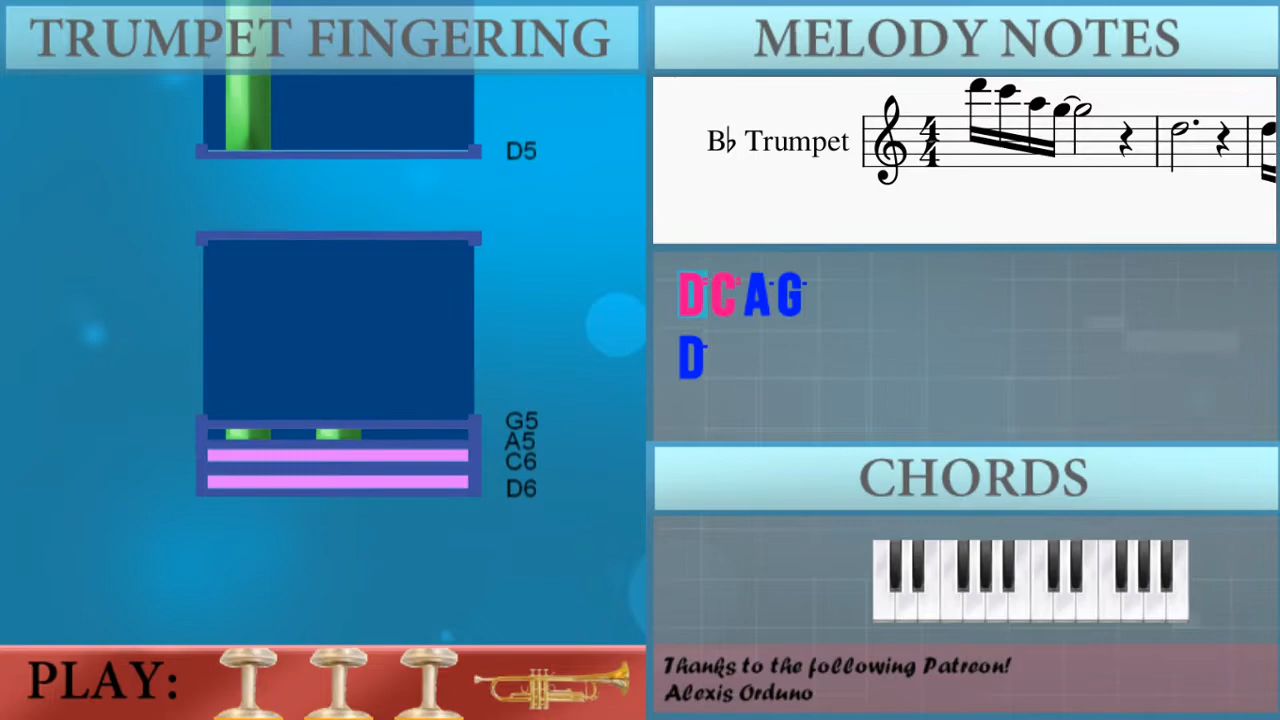 TRUMPET FINGERING
D5
G5
A5
C6
D6
PLAY:
MELODY NOTES
B♭ Trumpet
4
4
D C A G
D
CHORDS
Thanks to the following Patreon!
Alexis Orduno